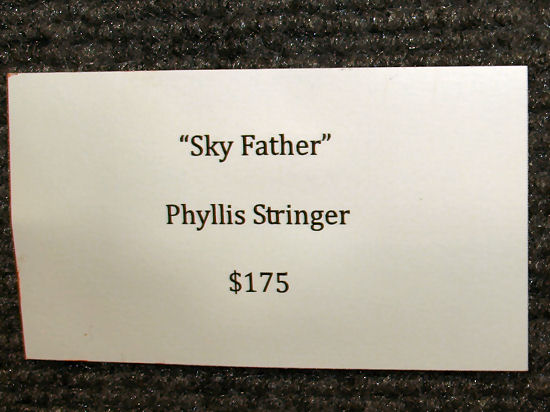 “Sky Father”
Phyllis Stringer
$175